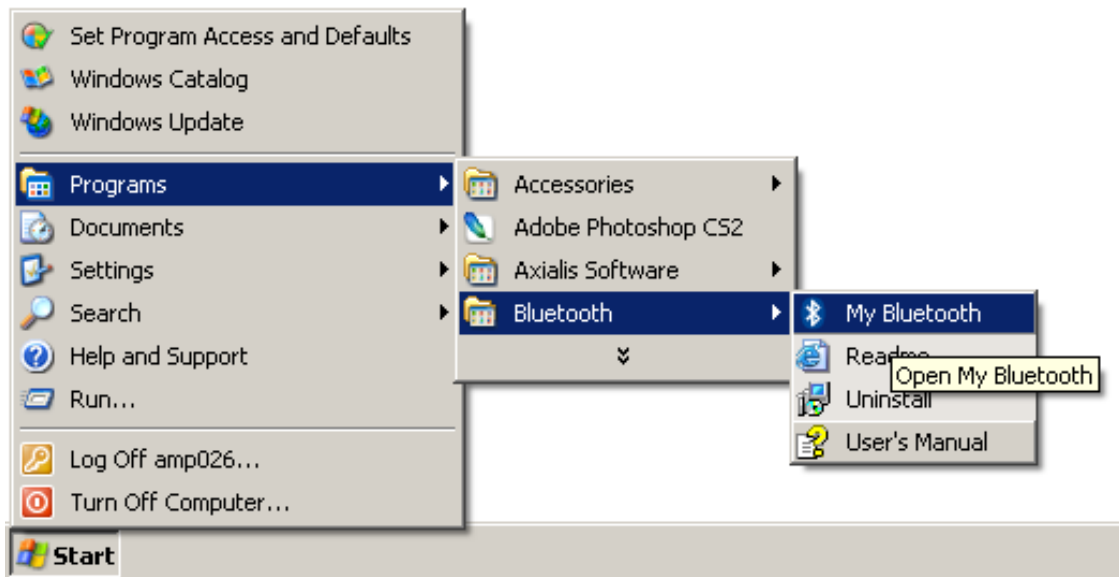 Set Program Access and Defaults
Windows Catalog
Windows Update
Programs
Documents
Settings
Search
Help and Support
Run...
Log Off amp026...
Turn Off Computer...
Start
Accessories
Adobe Photoshop CS2
Axialis Software
Bluetooth
My Bluetooth
Readme
Open My Bluetooth
Uninstall
User's Manual